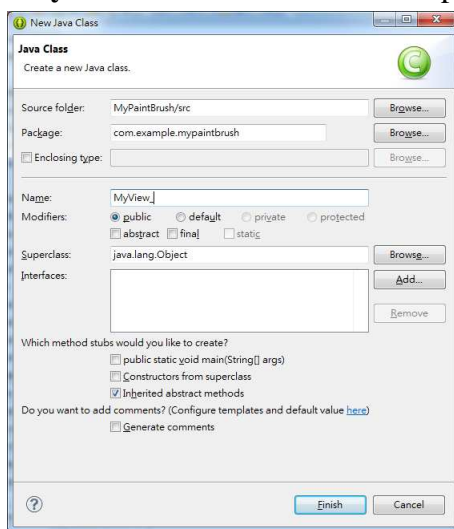 New Java Class
Java Class
Create a new Java class.
Source folder: MyPaintBrush/src Browse...
Package: com.example.mypaintbrush Browse...
Enclosing type: Browse...
Name: MyView
Modifiers: public default private protected
abstract final static
Superclass: java.lang.Object Browse...
Interfaces: Add...
Remove
Which method stubs would you like to create?
public static void main(String[] args)
Constructors from superclass
Inherited abstract methods
Do you want to add comments? (Configure templates and default value here)
Generate comments
Finish Cancel